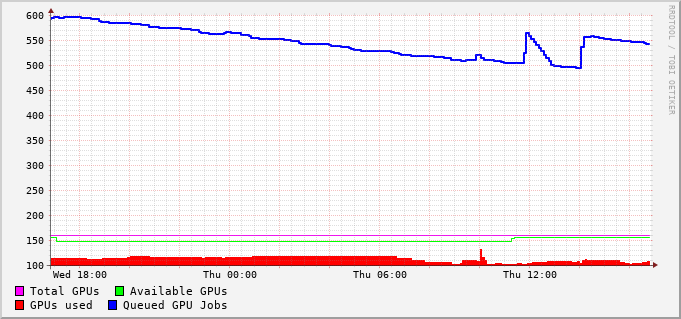 600
550
500
450
400
350
300
250
200
150
100
Wed 18:00 Thu 00:00 Thu 06:00 Thu 12:00
Total GPUs Available GPUs
GPUs used Queued GPU Jobs
RRDTOOL / TOBI OETIKER